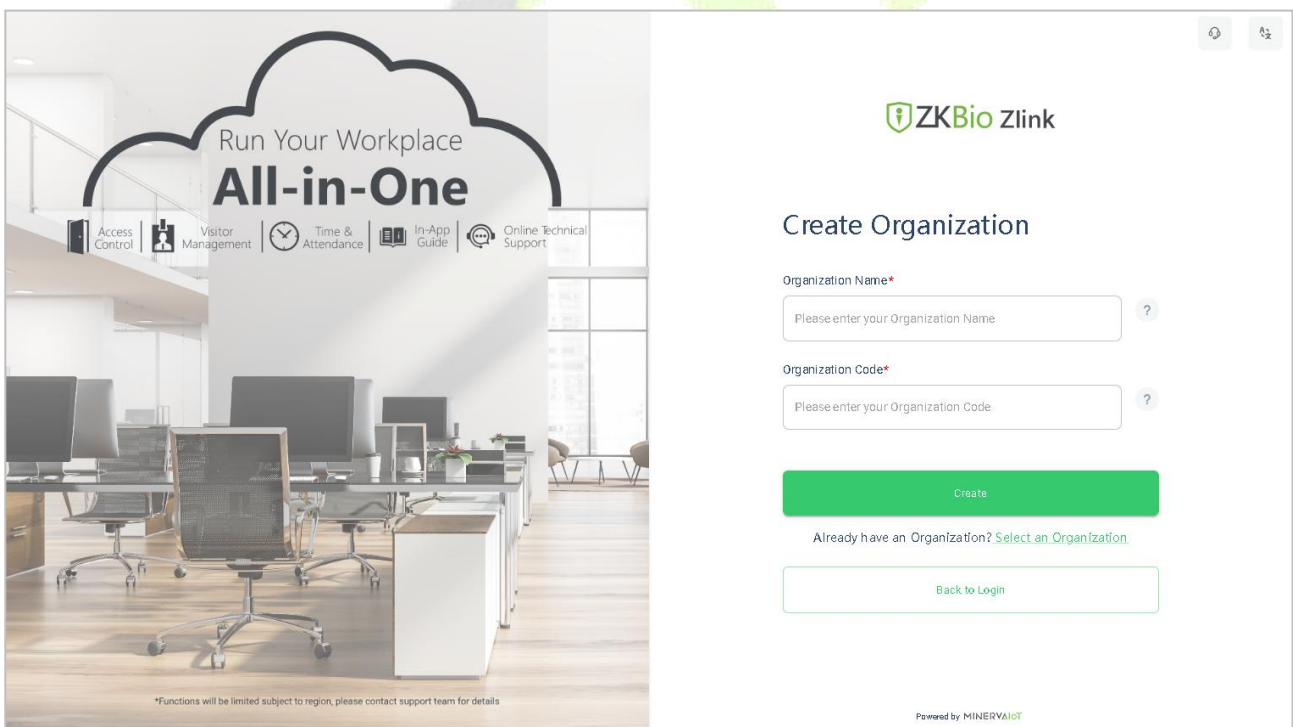 Run Your Workplace
All-in-One
Access Control
Visitor Management
Time & Attendance
In-App Guide
Online Technical Support
*Functions will be limited subject to region, please contact support team for details
ZKBio Zlink
Create Organization
Organization Name*
Please enter your Organization Name
?
Organization Code*
Please enter your Organization Code
?
Create
Already have an Organization? Select an Organization
Back to Login
Powered by MINERVAIOT